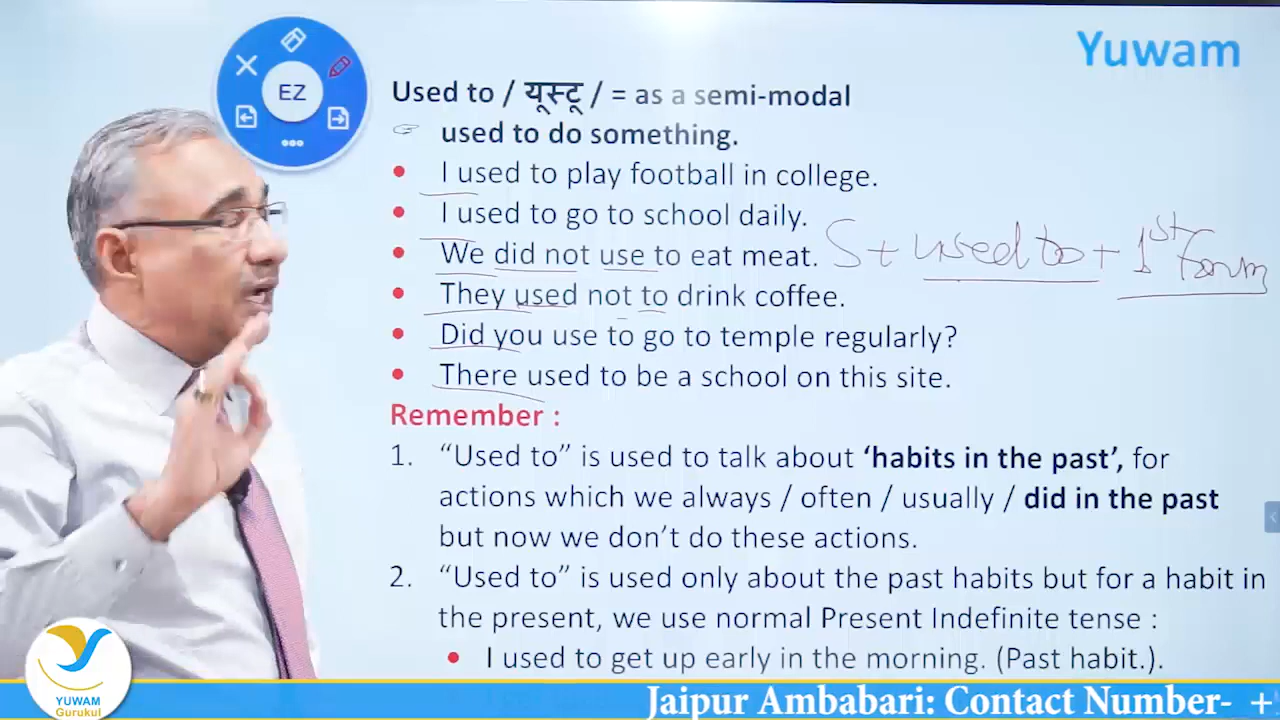 Yuwam
EZ
Used to / यूस्टू / = as a semi-modal
used to do something.
• I used to play football in college.
• I used to go to school daily.
• We did not use to eat meat.
S + used to + 1st form
• They used not to drink coffee.
• Did you use to go to temple regularly?
• There used to be a school on this site.
Remember :
1. “Used to” is used to talk about ‘habits in the past’, for
actions which we always / often / usually / did in the past
but now we don’t do these actions.
2. “Used to” is used only about the past habits but for a habit in
the present, we use normal Present Indefinite tense :
• I used to get up early in the morning. (Past habit.).
YUWAM
Gurukul
Jaipur Ambabari: Contact Number- +